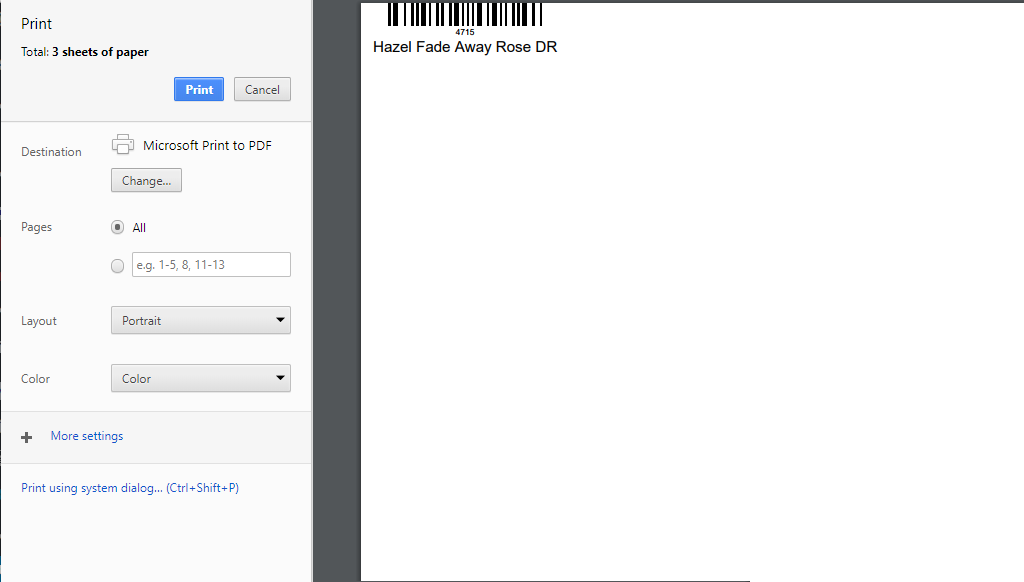 Print
Total: 3 sheets of paper
Print Cancel
Destination Microsoft Print to PDF
Change...
Pages All
e.g. 1-5, 8, 11-13
Layout Portrait
Color Color
More settings
Print using system dialog... (Ctrl+Shift+P)
4715
Hazel Fade Away Rose DR